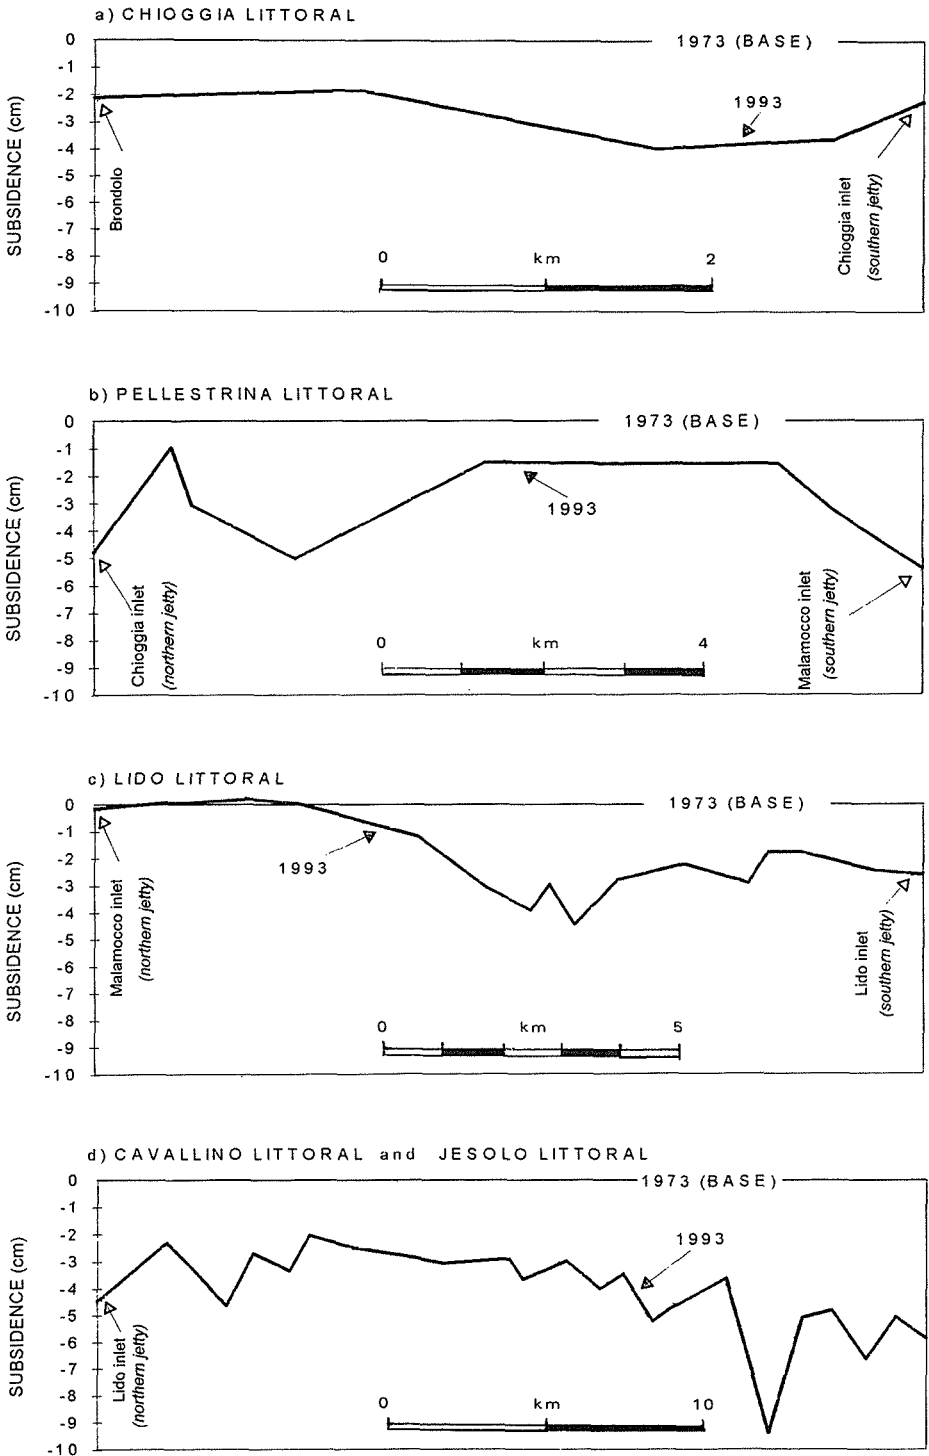 a) CHIOGGIA LITTORAL
SUBSIDENCE (cm)
0
-1
-2
-3
-4
-5
-6
-7
-8
-9
-10
1973 (BASE)
1993
Brondolo
Chioggia inlet
(southern jetty)
0 km 2
b) PELLESTRINA LITTORAL
SUBSIDENCE (cm)
0
-1
-2
-3
-4
-5
-6
-7
-8
-9
-10
1973 (BASE)
1993
Chioggia inlet
(northern jetty)
Malamocco inlet
(southern jetty)
0 km 4
c) LIDO LITTORAL
SUBSIDENCE (cm)
0
-1
-2
-3
-4
-5
-6
-7
-8
-9
-10
1973 (BASE)
1993
Malamocco inlet
(northern jetty)
Lido inlet
(southern jetty)
0 km 5
d) CAVALLINO LITTORAL and JESOLO LITTORAL
SUBSIDENCE (cm)
0
-1
-2
-3
-4
-5
-6
-7
-8
-9
-10
1973 (BASE)
1993
Lido inlet
(northern jetty)
0 km 10